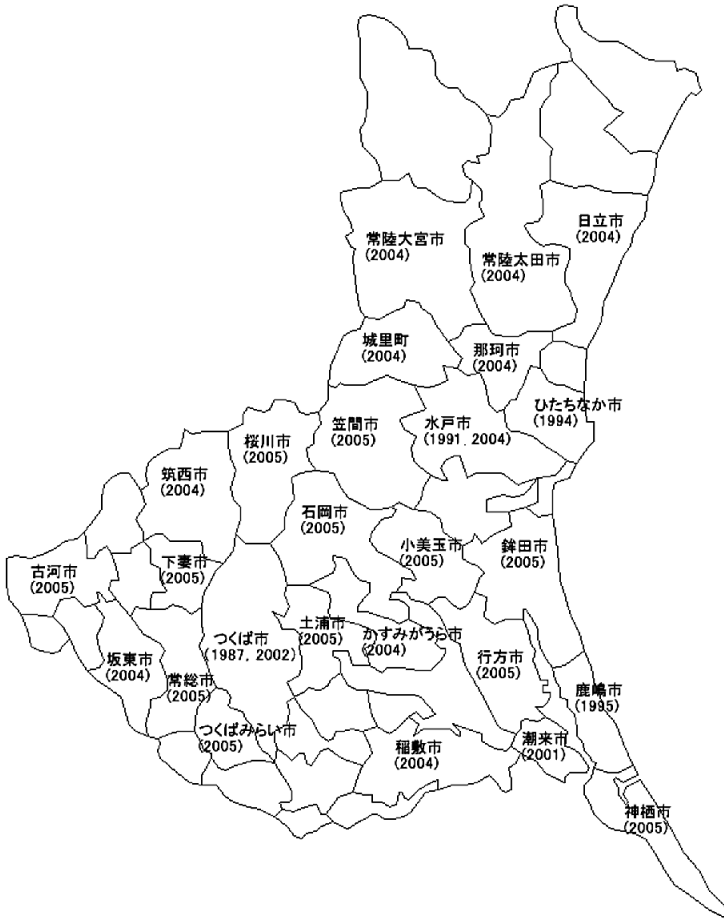 日立市
(2004)
常陸大宮市
(2004)
常陸太田市
(2004)
城里町
(2004)
那珂市
(2004)
ひたちなか市
(1994)
笠間市
(2005)
水戸市
(1991, 2004)
桜川市
(2005)
筑西市
(2004)
石岡市
(2005)
小美玉市
(2005)
鉾田市
(2005)
下妻市
(2005)
古河市
(2005)
土浦市
(2005)
かすみがうら市
(2004)
つくば市
(1987, 2002)
坂東市
(2004)
行方市
(2005)
常総市
(2005)
鹿嶋市
(1995)
つくばみらい市
(2005)
稲敷市
(2004)
潮来市
(2001)
神栖市
(2005)